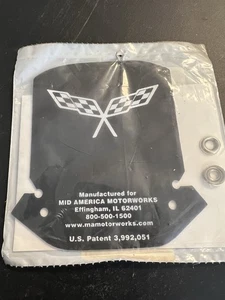 Manufactured for
MID AMERICA MOTORWORKS
Effingham, IL 62401
800-500-1500
www.mamotorworks.com
U.S. Patent 3,992,051